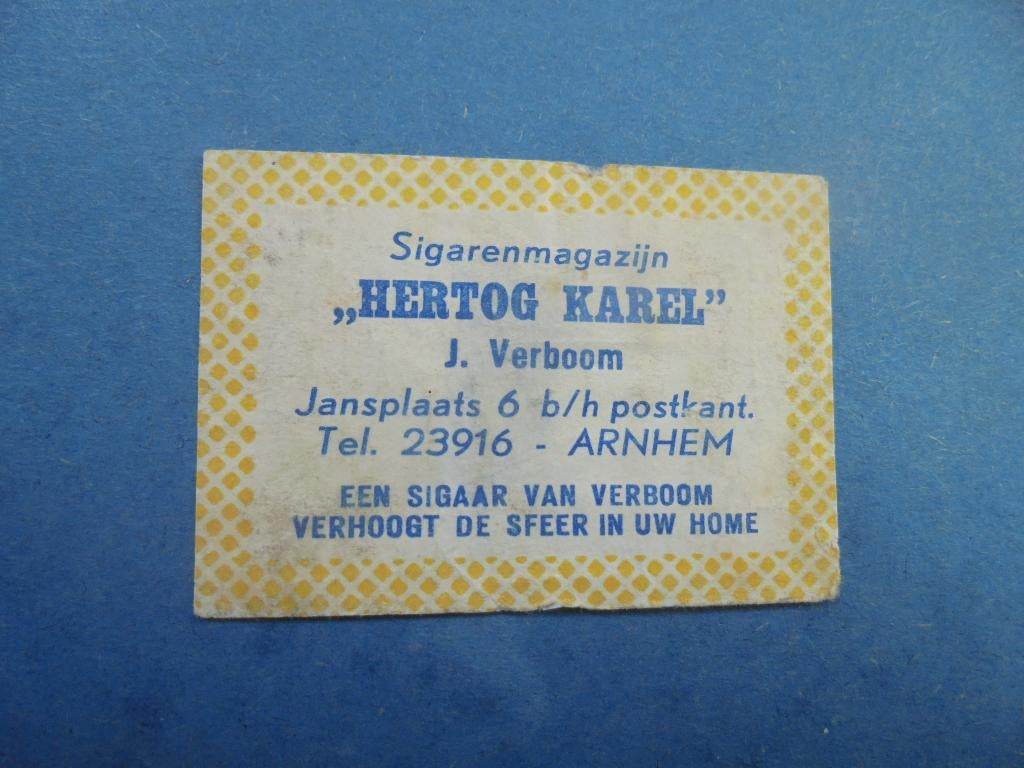 Sigarenmagazijn
„HERTOG KAREL”
J. Verboom
Jansplaats 6 b/h postkant.
Tel. 23916 - ARNHEM
EEN SIGAAR VAN VERBOOM
VERHOOGT DE SFEER IN UW HOME